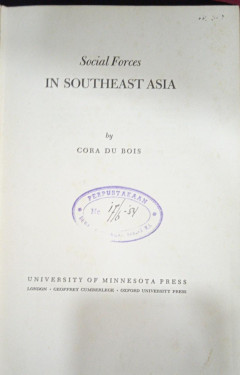 Social Forces
IN SOUTHEAST ASIA
by
CORA DU BOIS
PERPUSTAKAAN
UNIVERSITY OF MINNESOTA PRESS
LONDON · GEOFFREY CUMBERLEGE · OXFORD UNIVERSITY PRESS